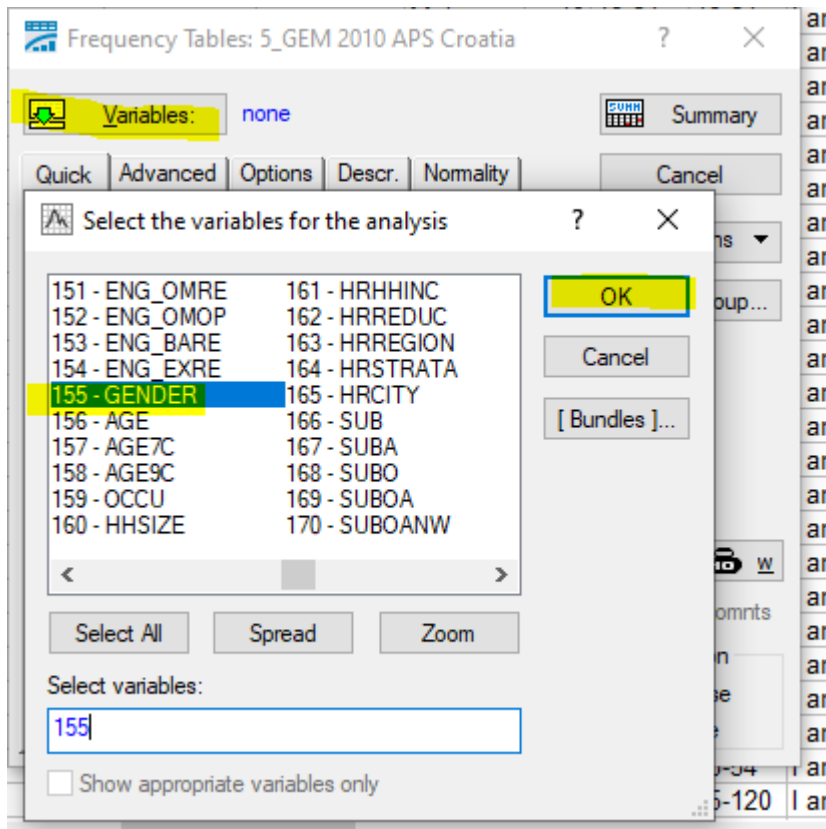 Frequency Tables: 5_GEM 2010 APS Croatia ? ×
Variables: none
SUMM Summary
Quick Advanced Options Descr. Normality
Cancel
Select the variables for the analysis ? ×
151 - ENG_OMRE 161 - HRHHINC
152 - ENG_OMOP 162 - HRREDUC
153 - ENG_BARE 163 - HRREGION
154 - ENG_EXRE 164 - HRSTRATA
155 - GENDER 165 - HRCITY
156 - AGE 166 - SUB
157 - AGE7C 167 - SUBA
158 - AGE9C 168 - SUBO
159 - OCCU 169 - SUBOA
160 - HHSIZE 170 - SUBOANW
OK
Cancel
[ Bundles ]...
Select All Spread Zoom
Select variables:
155
Show appropriate variables only
w
5-120